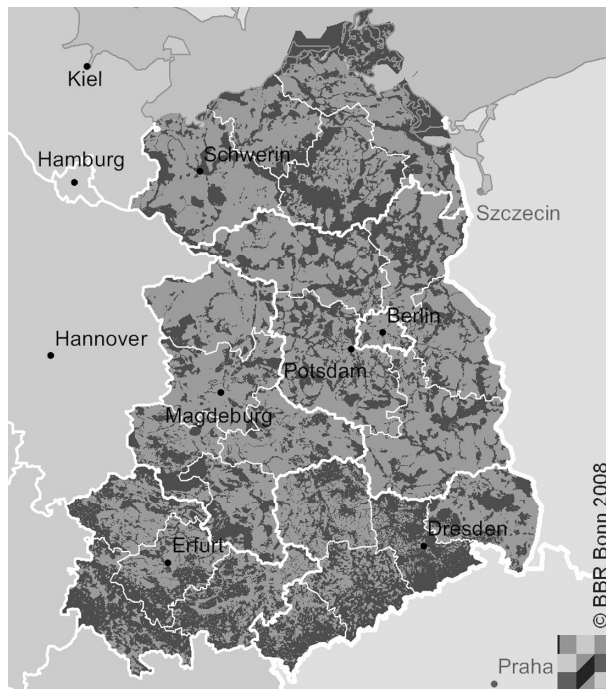 Kiel
Hamburg
Schwerin
Szczecin
Hannover
Berlin
Potsdam
Magdeburg
Erfurt
Dresden
Praha
© BBR Bonn 2008